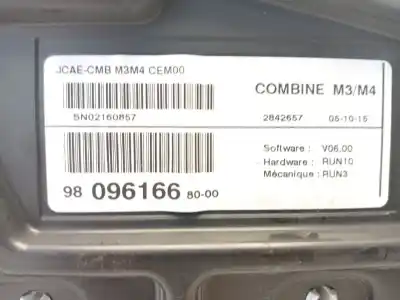 JCAE-CMB M3M4 CEM00
COMBINE M3/M4
SN02160857
2842657 05-10-15
Software : V06.00
Hardware : RUN10
Mécanique : RUN3
98 096166 80-00